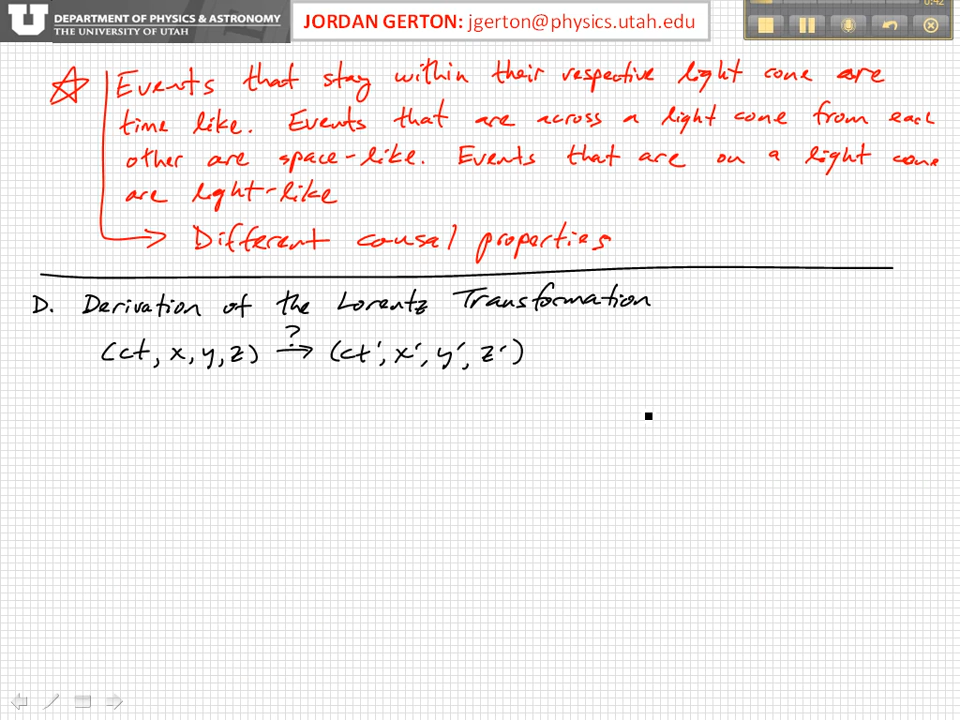 DEPARTMENT OF PHYSICS & ASTRONOMY
THE UNIVERSITY OF UTAH
JORDAN GERTON: jgerton@physics.utah.edu
0:42
Events that stay within their respective light cone are
time like. Events that are across a light cone from each
other are space-like. Events that are on a light cone
are light-like
→ Different causal properties
D. Derivation of the Lorentz Transformation
(ct, x, y, z) ?→ (ct', x', y', z')